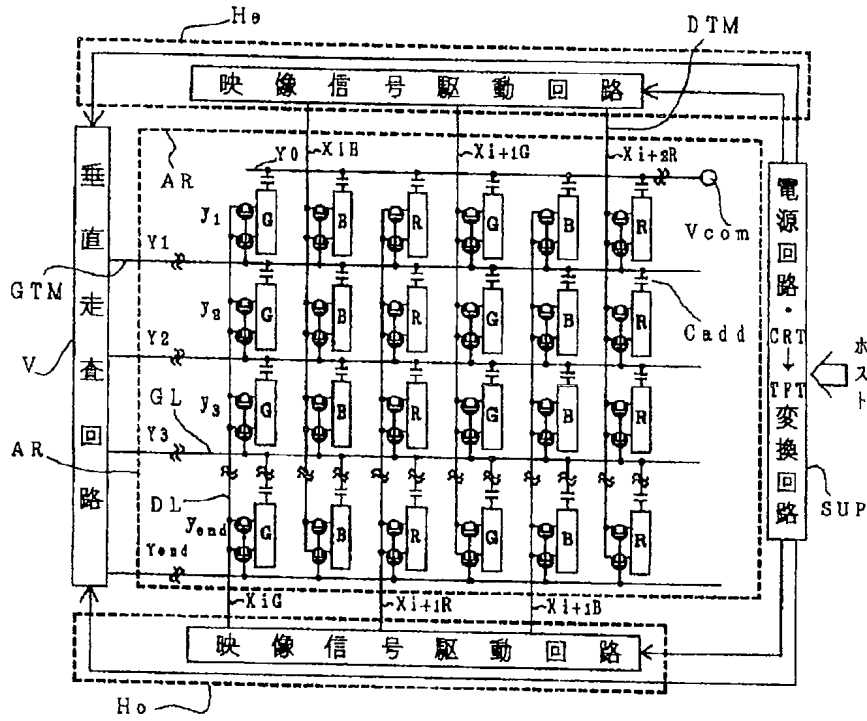 He
DTM
映像信号駆動回路
AR
Y0
XiB
Xi+1G
Xi+2R
Vcom
垂直走査回路
V
GTM
y1
G B R G B R
Y1
Cadd
y2
G B R G B R
Y2
電源回路・CRT→TFT変換回路
ホスト
SUP
GL
y3
G B R G B R
Y3
AR
DL
yend
G B R G B R
Yend
XiG
Xi+1R
Xi+1B
映像信号駆動回路
Ho